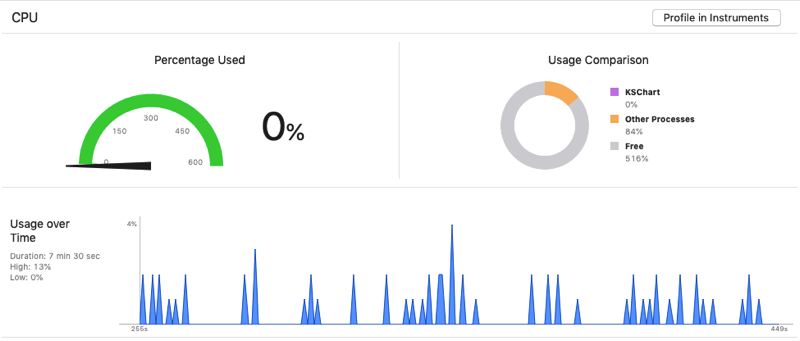 CPU
Profile in Instruments
Percentage Used
0
150
300
450
600
0%
Usage Comparison
KSChart
0%
Other Processes
84%
Free
516%
Usage over
Time
Duration: 7 min 30 sec
High: 13%
Low: 0%
4%
255s
449s